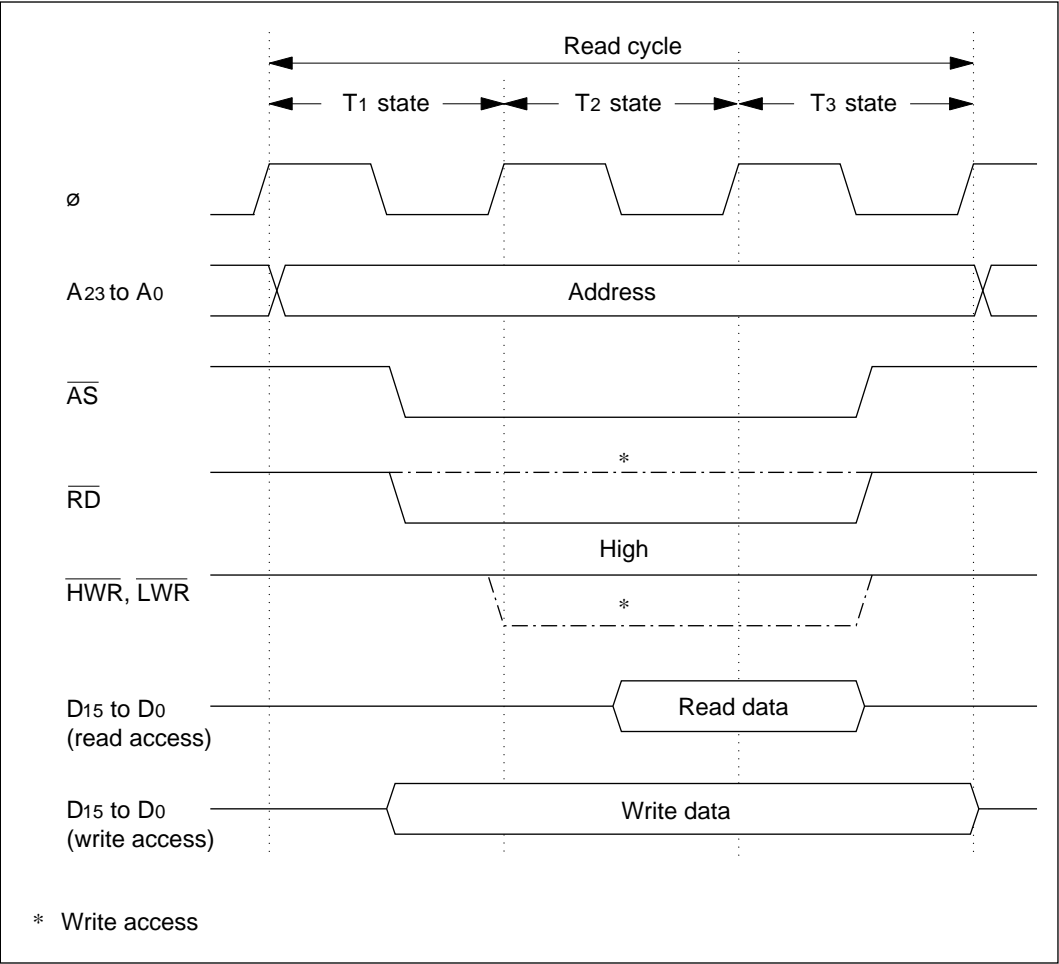 Read cycle
T1 state T2 state T3 state
ø
A23 to A0 Address
AS
*
RD
High
HWR, LWR
*
D15 to D0 Read data
(read access)
D15 to D0 Write data
(write access)
* Write access